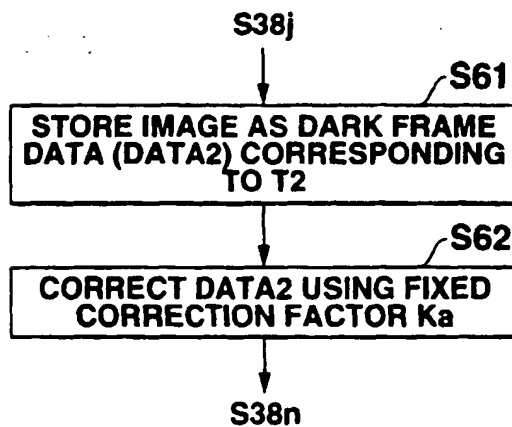 S38j
S61
STORE IMAGE AS DARK FRAME
DATA (DATA2) CORRESPONDING
TO T2
S62
CORRECT DATA2 USING FIXED
CORRECTION FACTOR Ka
S38n